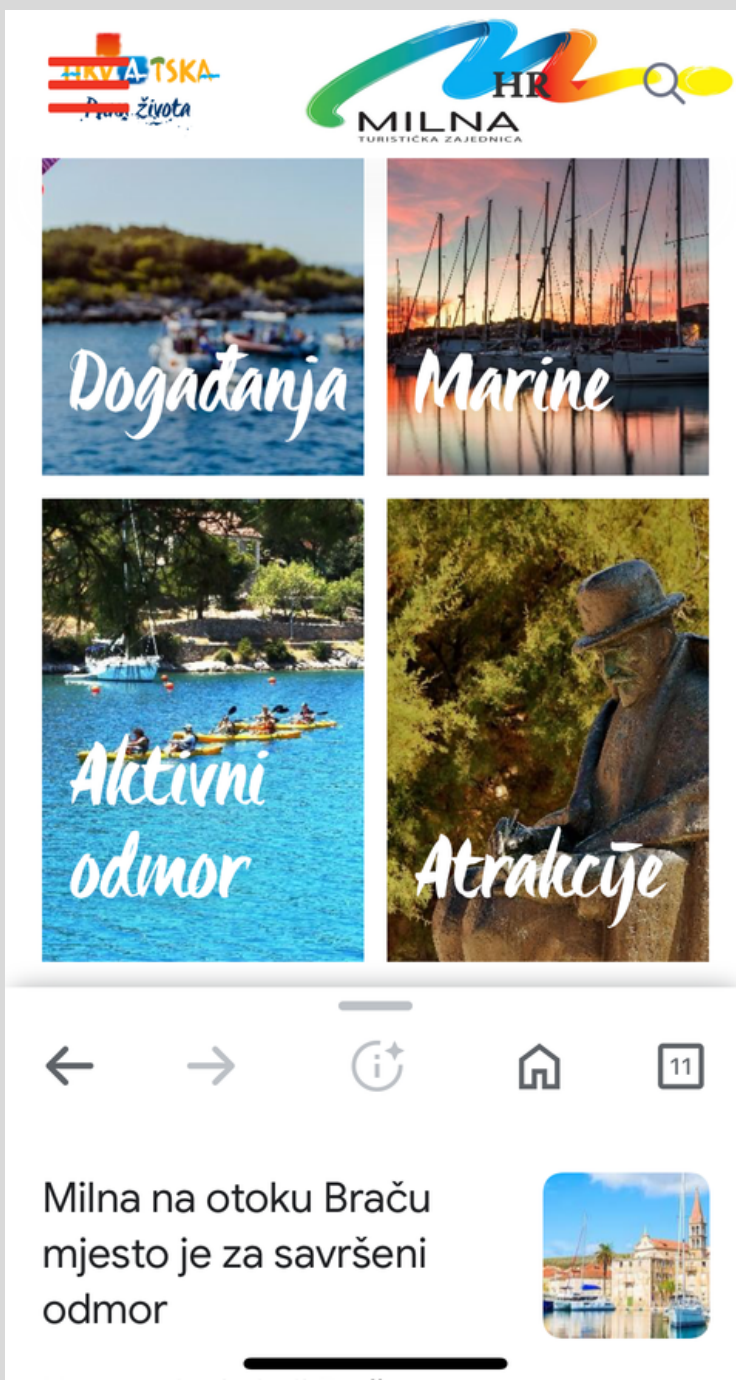 HRVATSKA
Puna života
HR
MILNA
TURISTIČKA ZAJEDNICA
Događanja
Marine
Aktivni
odmor
Atrakcije
11
Milna na otoku Braču
mjesto je za savršeni
odmor